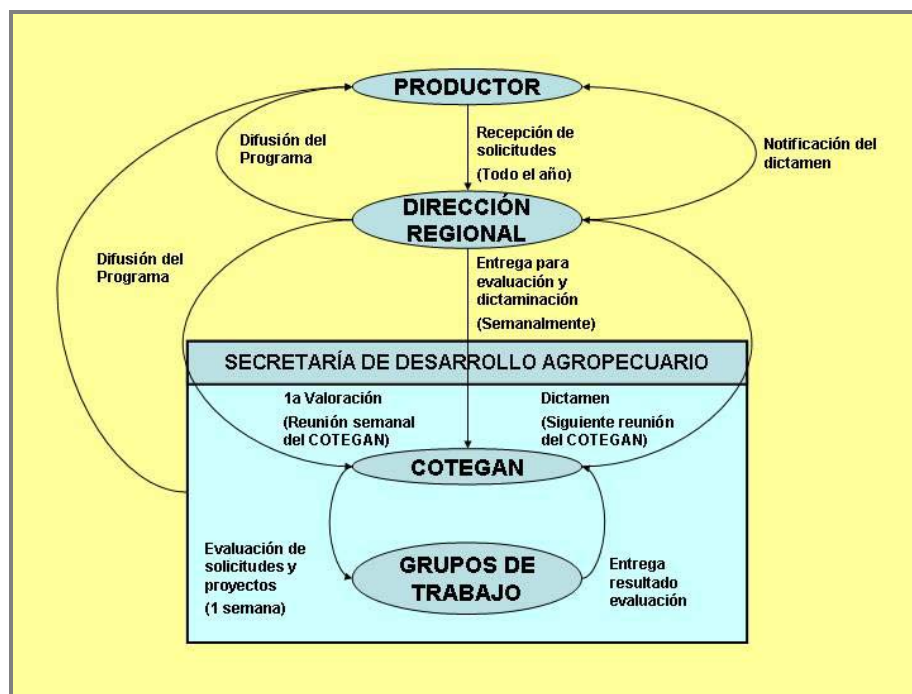 PRODUCTOR
Difusión del
Programa
Recepción de
solicitudes
(Todo el año)
Notificación del
dictamen
DIRECCIÓN
REGIONAL
Difusión del
Programa
Entrega para
evaluación y
dictaminación
(Semanalmente)
SECRETARÍA DE DESARROLLO AGROPECUARIO
1a Valoración
(Reunión semanal
del COTEGAN)
Dictamen
(Siguiente reunión
del COTEGAN)
COTEGAN
Evaluación de
solicitudes y
proyectos
(1 semana)
GRUPOS DE
TRABAJO
Entrega
resultado
evaluación